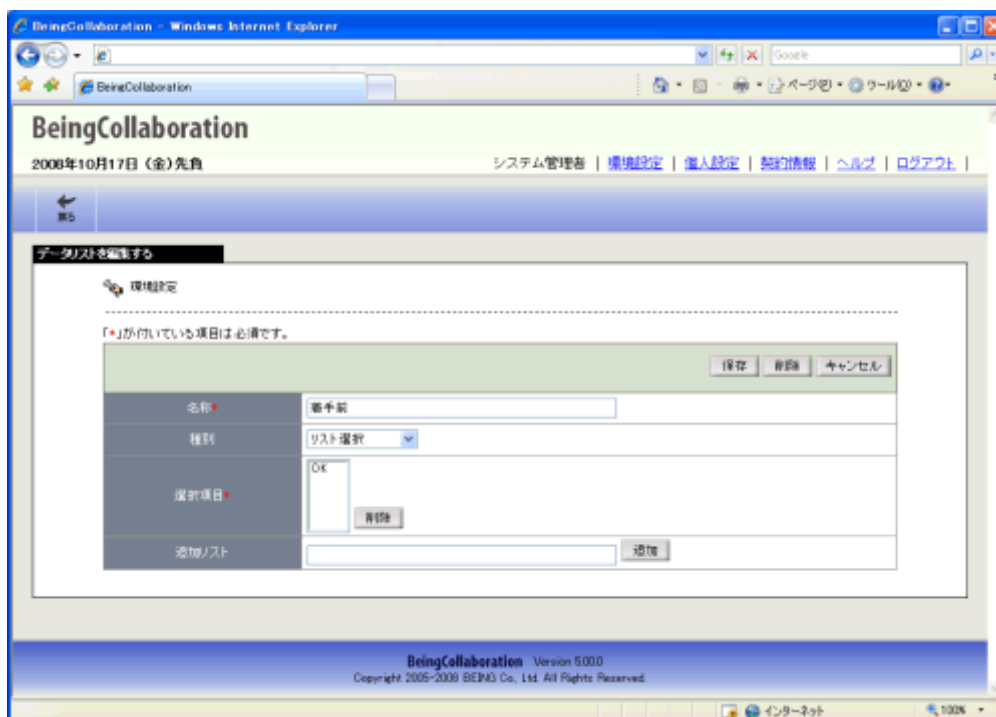 BeingCollaboration - Windows Internet Explorer
Google
BeingCollaboration
ページ(P) ツール(O)
BeingCollaboration
2008年10月17日 (金)先負
システム管理者 | 環境設定 | 個人設定 | 契約情報 | ヘルプ | ログアウト |
戻る
データリストを編集する
環境設定
「*」が付いている項目は必須です。
保存 削除 キャンセル
名称* 着手前
種別 リスト選択
選択項目* OK
削除
追加リスト 追加
BeingCollaboration Version 5.00.0
Copyright 2005-2008 BEING Co., Ltd. All Rights Reserved.
インターネット 100%